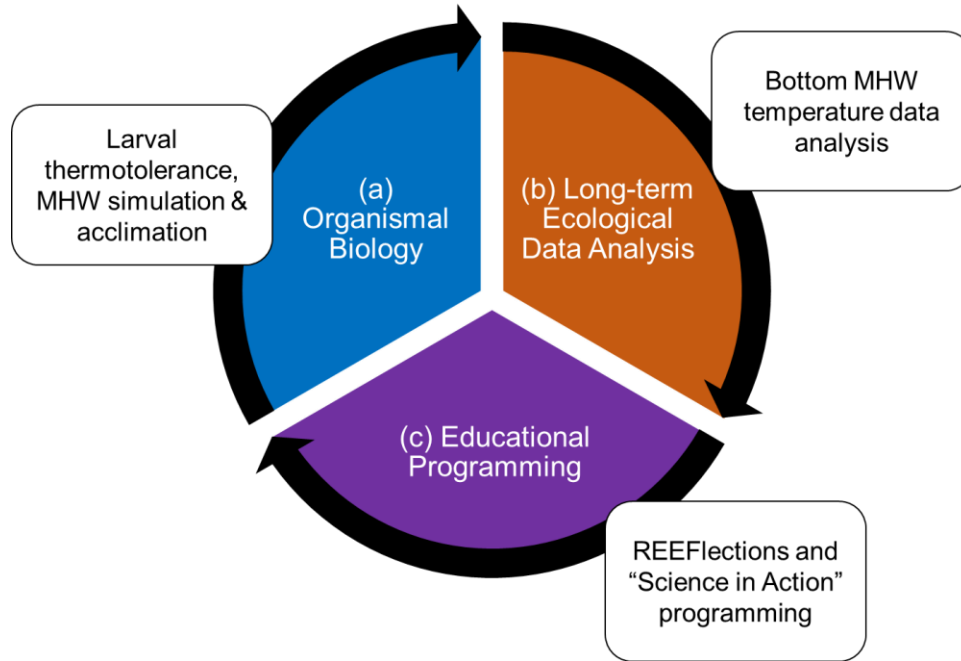 Larval
thermotolerance,
MHW simulation &
acclimation
(a)
Organismal
Biology
(b) Long-term
Ecological
Data Analysis
Bottom MHW
temperature data
analysis
(c) Educational
Programming
REEFlections and
“Science in Action”
programming